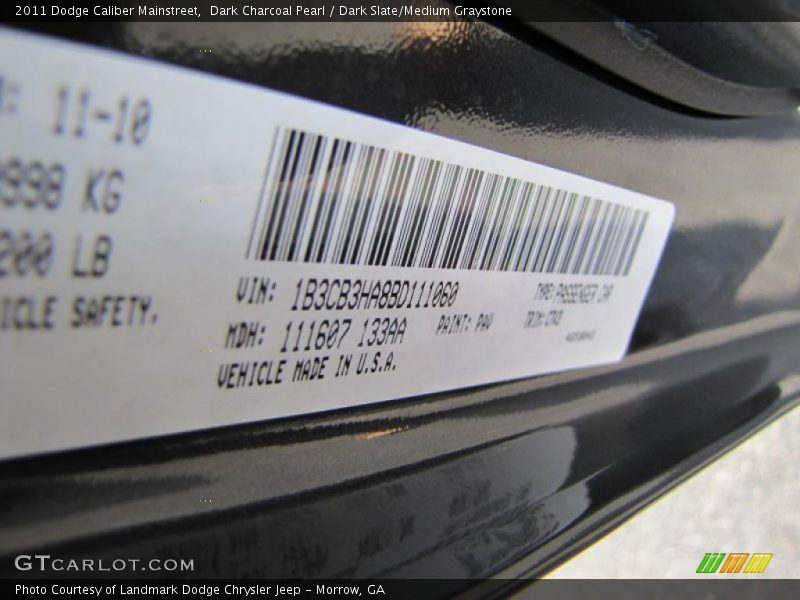 2011 Dodge Caliber Mainstreet, Dark Charcoal Pearl / Dark Slate/Medium Graystone
11-10
998 KG
200 LB
ICLE SAFETY.
VIN: 1B3CB3HA8BD111060
TYPE: PASSENGER CAR
MDH: 111607 133AA
PAINT: PAV
TRIM:
VEHICLE MADE IN U.S.A.
GTCARLOT.COM
Photo Courtesy of Landmark Dodge Chrysler Jeep - Morrow, GA